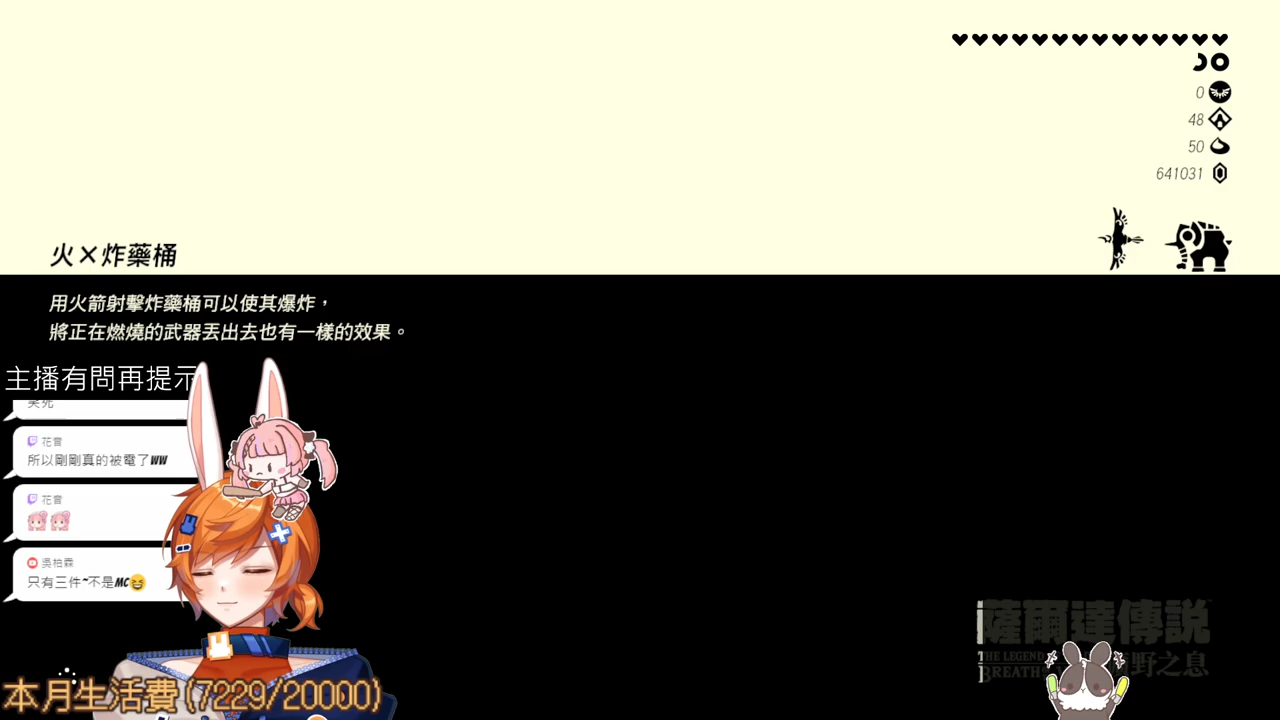 0
48
50
641031
火×炸藥桶
用火箭射擊炸藥桶可以使其爆炸，
將正在燃燒的武器丟出去也有一樣的效果。
主播有問再提示
笑死
花音
所以剛剛真的被電了WW
花音
吳柏霖
只有三件~不是MC😆
薩爾達傳說
THE LEGEND
BREATH
野之息
本月生活費(7229/20000)